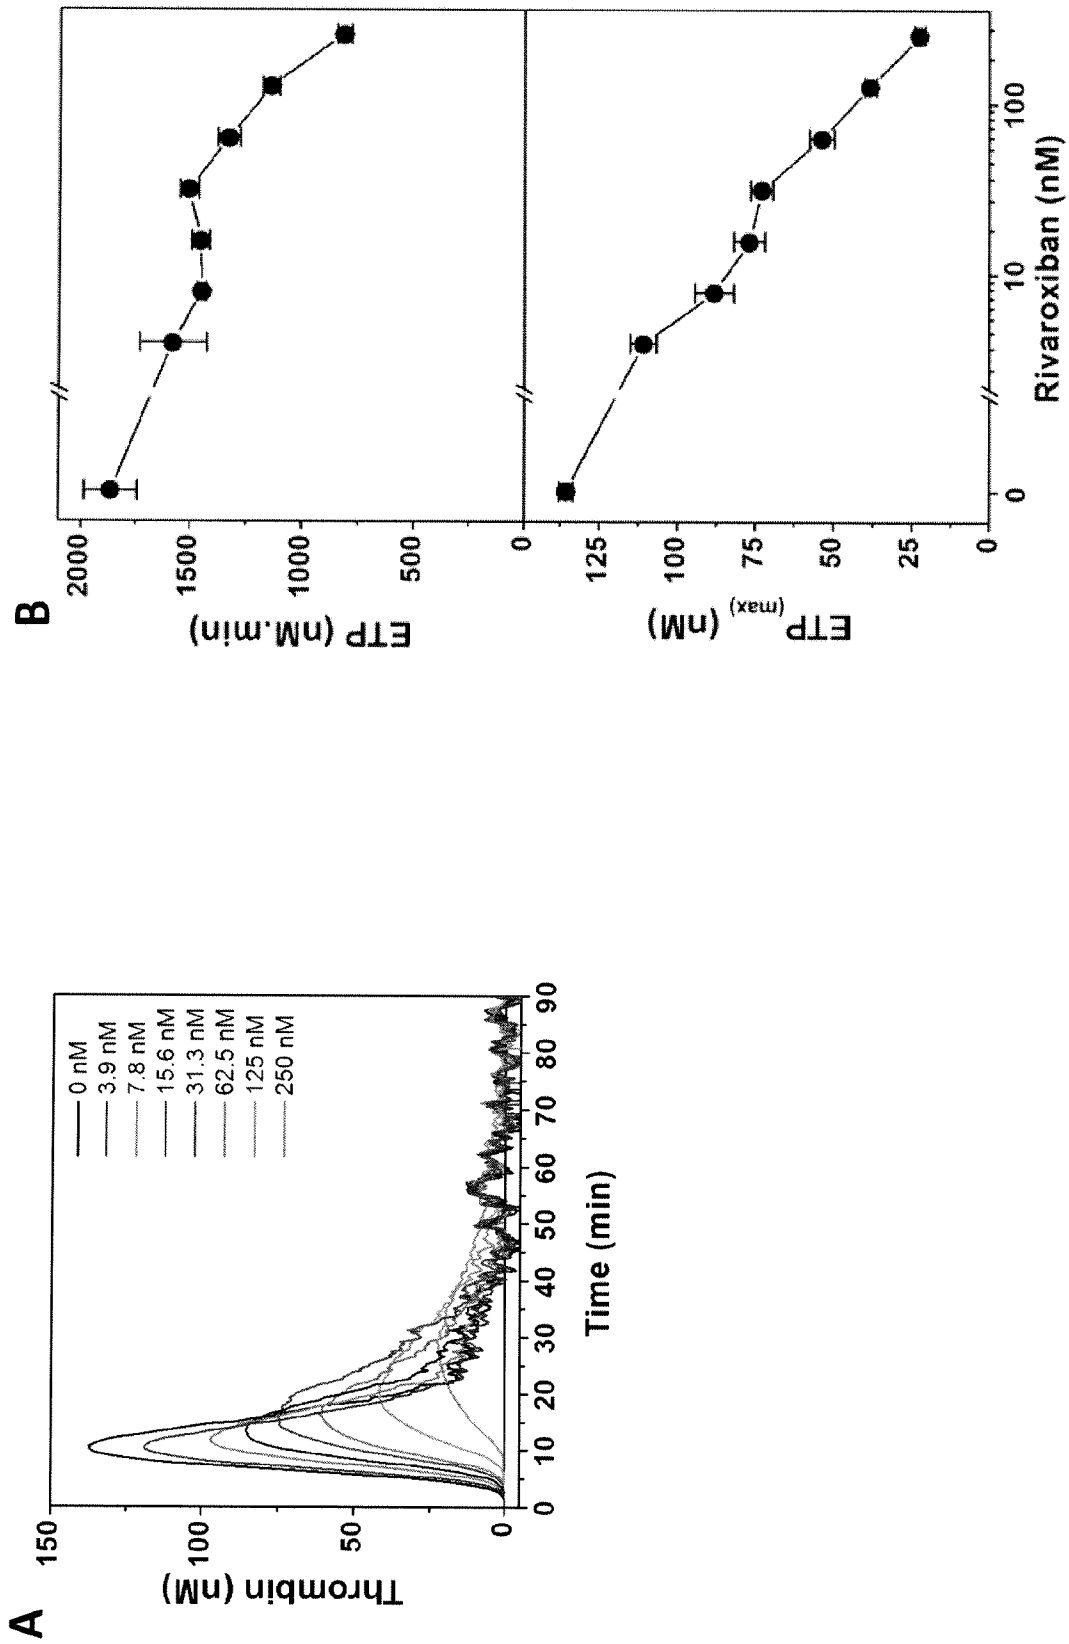 A
Thrombin (nM)
150
100
50
0
0 nM
3.9 nM
7.8 nM
15.6 nM
31.3 nM
62.5 nM
125 nM
250 nM
0 10 20 30 40 50 60 70 80 90
Time (min)
B
ETP (nM.min)
2000
1500
1000
500
0
ETP(max) (nM)
125
100
75
50
25
0
0 10 100
Rivaroxiban (nM)